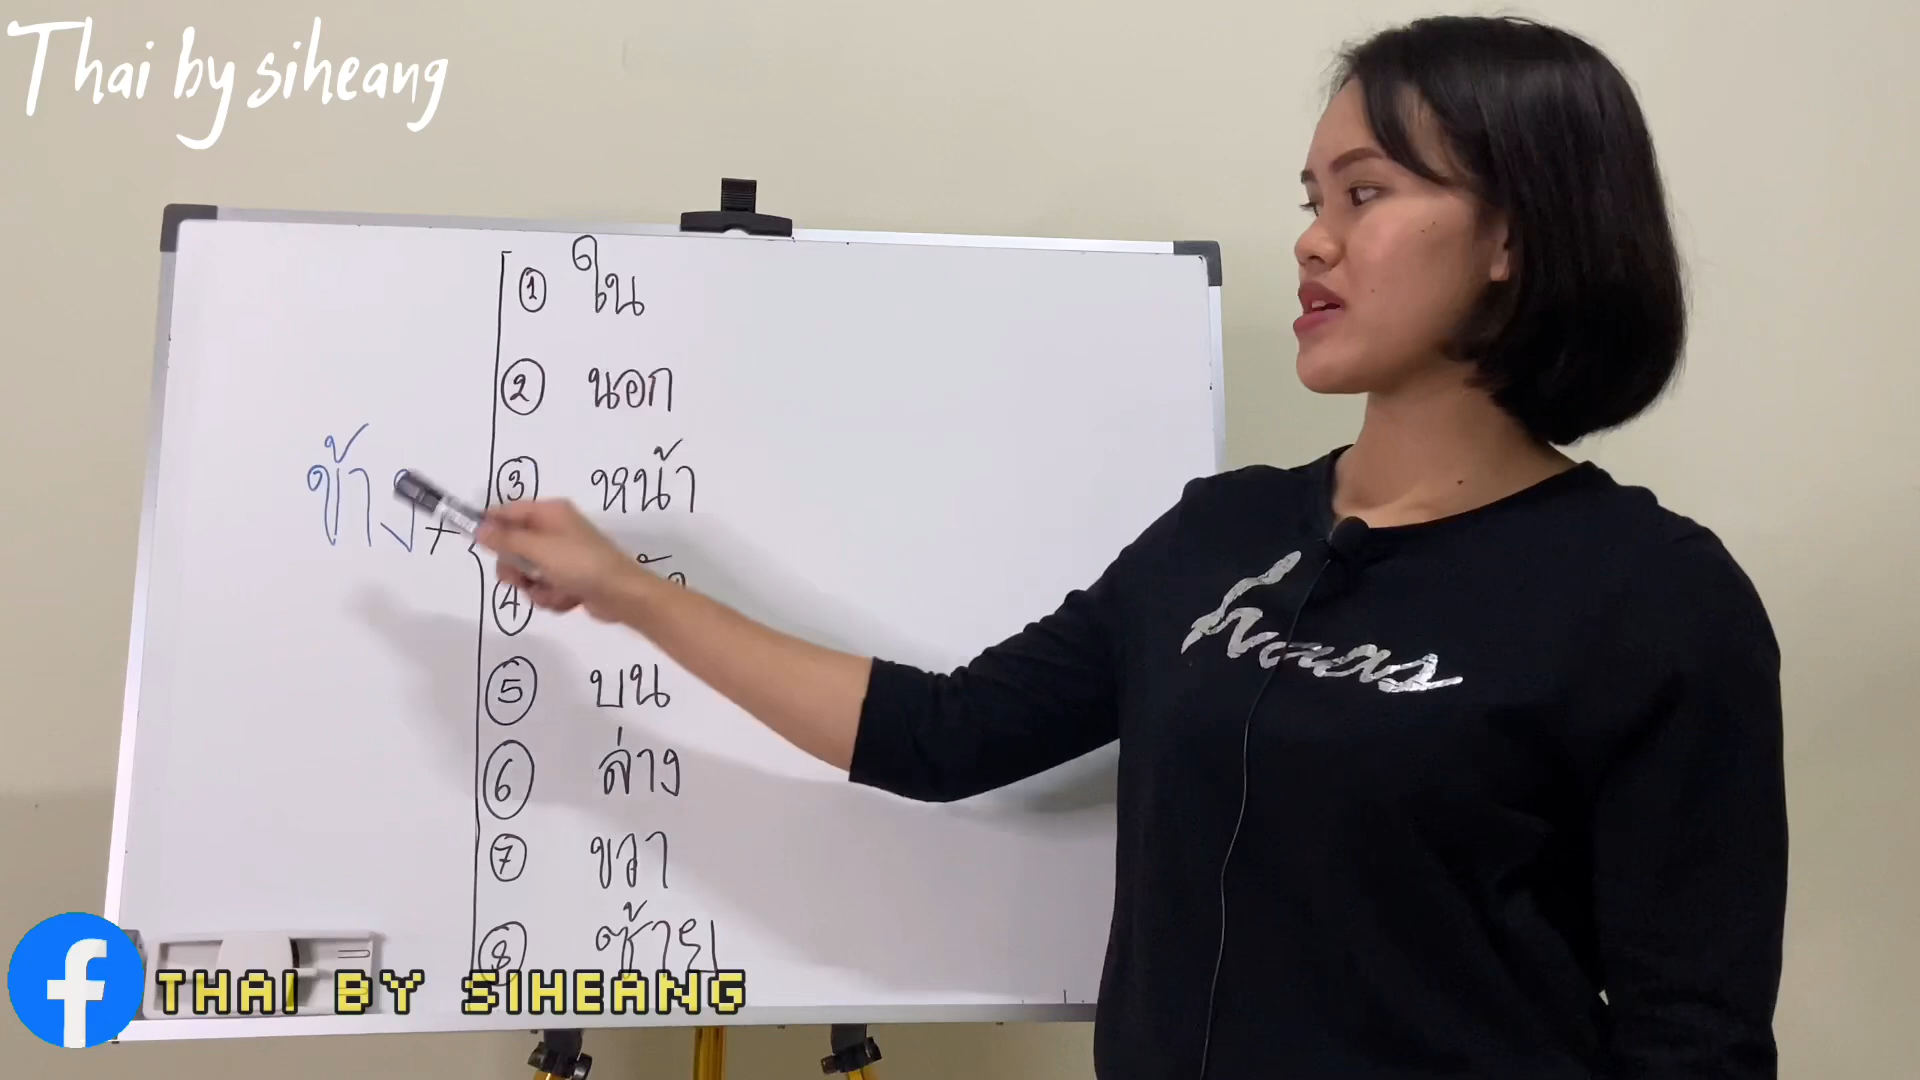 Thai by siheang
① ใน
② นอก
③ หน้า
ข้าง +
④
⑤ บน
⑥ ล่าง
⑦ ขวา
⑧ ซ้าย
haas
f THAI BY SIHEANG